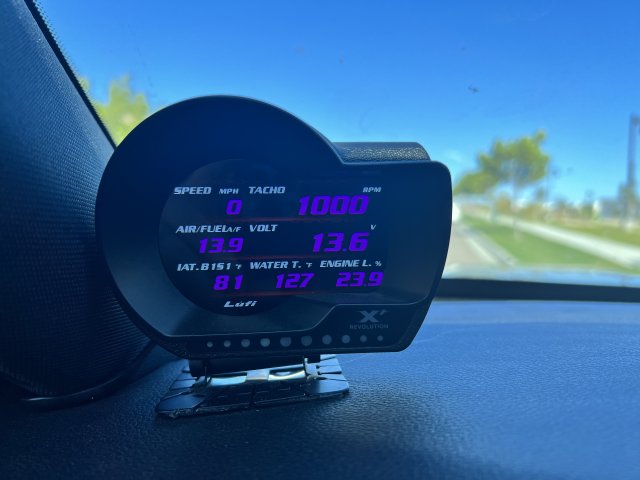 SPEED MPH TACHO RPM
0 1000
AIR/FUEL A/F VOLT V
13.9 13.6
IAT.B1S1 °F WATER T. °F ENGINE L. %
81 127 23.9
Lufi
X+
REVOLUTION